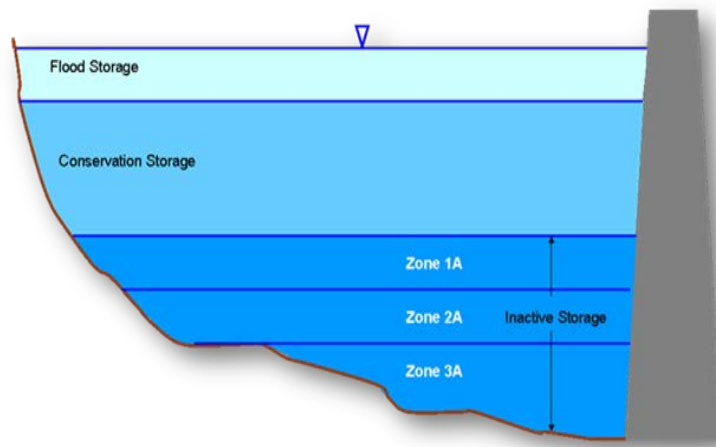 Flood Storage
Conservation Storage
Zone 1A
Zone 2A
Inactive Storage
Zone 3A